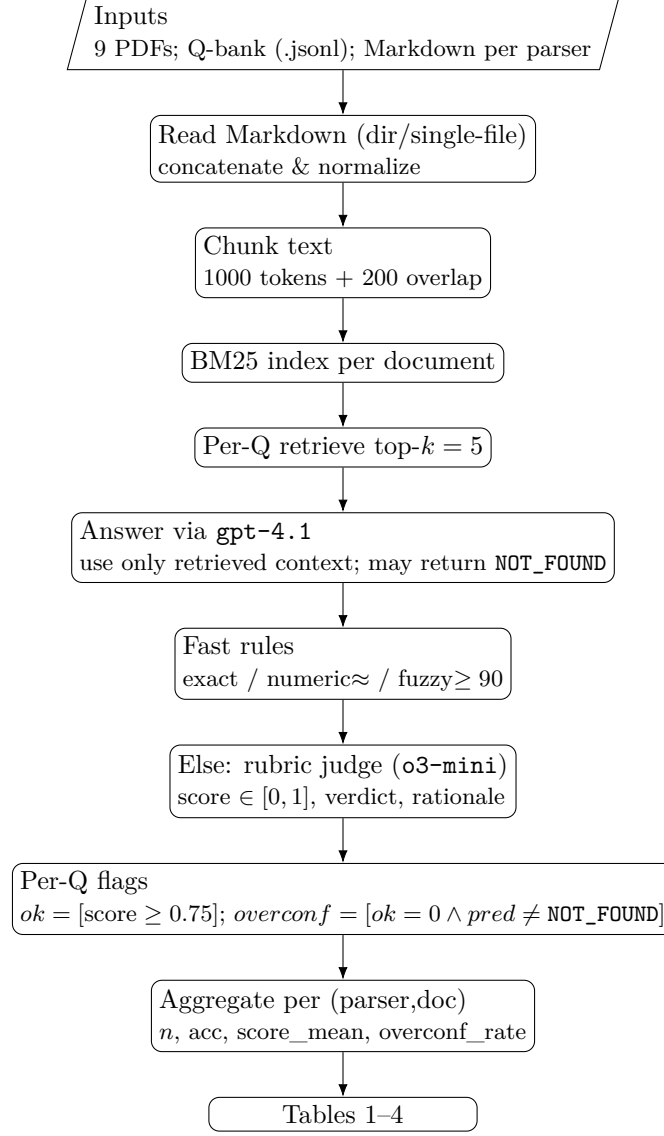 Inputs
9 PDFs; Q-bank (.jsonl); Markdown per parser
Read Markdown (dir/single-file)
concatenate & normalize
Chunk text
1000 tokens + 200 overlap
BM25 index per document
Per-Q retrieve top-k = 5
Answer via gpt-4.1
use only retrieved context; may return NOT_FOUND
Fast rules
exact / numeric≈ / fuzzy≥ 90
Else: rubric judge (o3-mini)
score ∈ [0, 1], verdict, rationale
Per-Q flags
ok = [score ≥ 0.75]; overconf = [ok = 0 ∧ pred ≠ NOT_FOUND]
Aggregate per (parser,doc)
n, acc, score_mean, overconf_rate
Tables 1–4